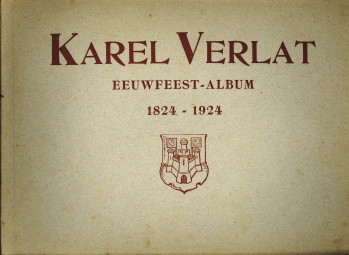 KAREL VERLAT
EEUWFEEST-ALBUM
1824 - 1924